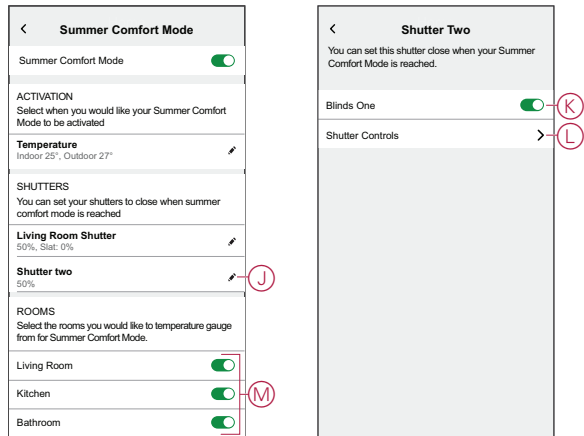 Summer Comfort Mode
Summer Comfort Mode
ACTIVATION
Select when you would like your Summer Comfort
Mode to be activated
Temperature
Indoor 25°, Outdoor 27°
SHUTTERS
You can set your shutters to close when summer
comfort mode is reached
Living Room Shutter
50%, Slat: 0%
Shutter two
50%
J
ROOMS
Select the rooms you would like to temperature gauge
from for Summer Comfort Mode.
Living Room
Kitchen
M
Bathroom
Shutter Two
You can set this shutter close when your Summer
Comfort Mode is reached.
Blinds One
K
Shutter Controls
L